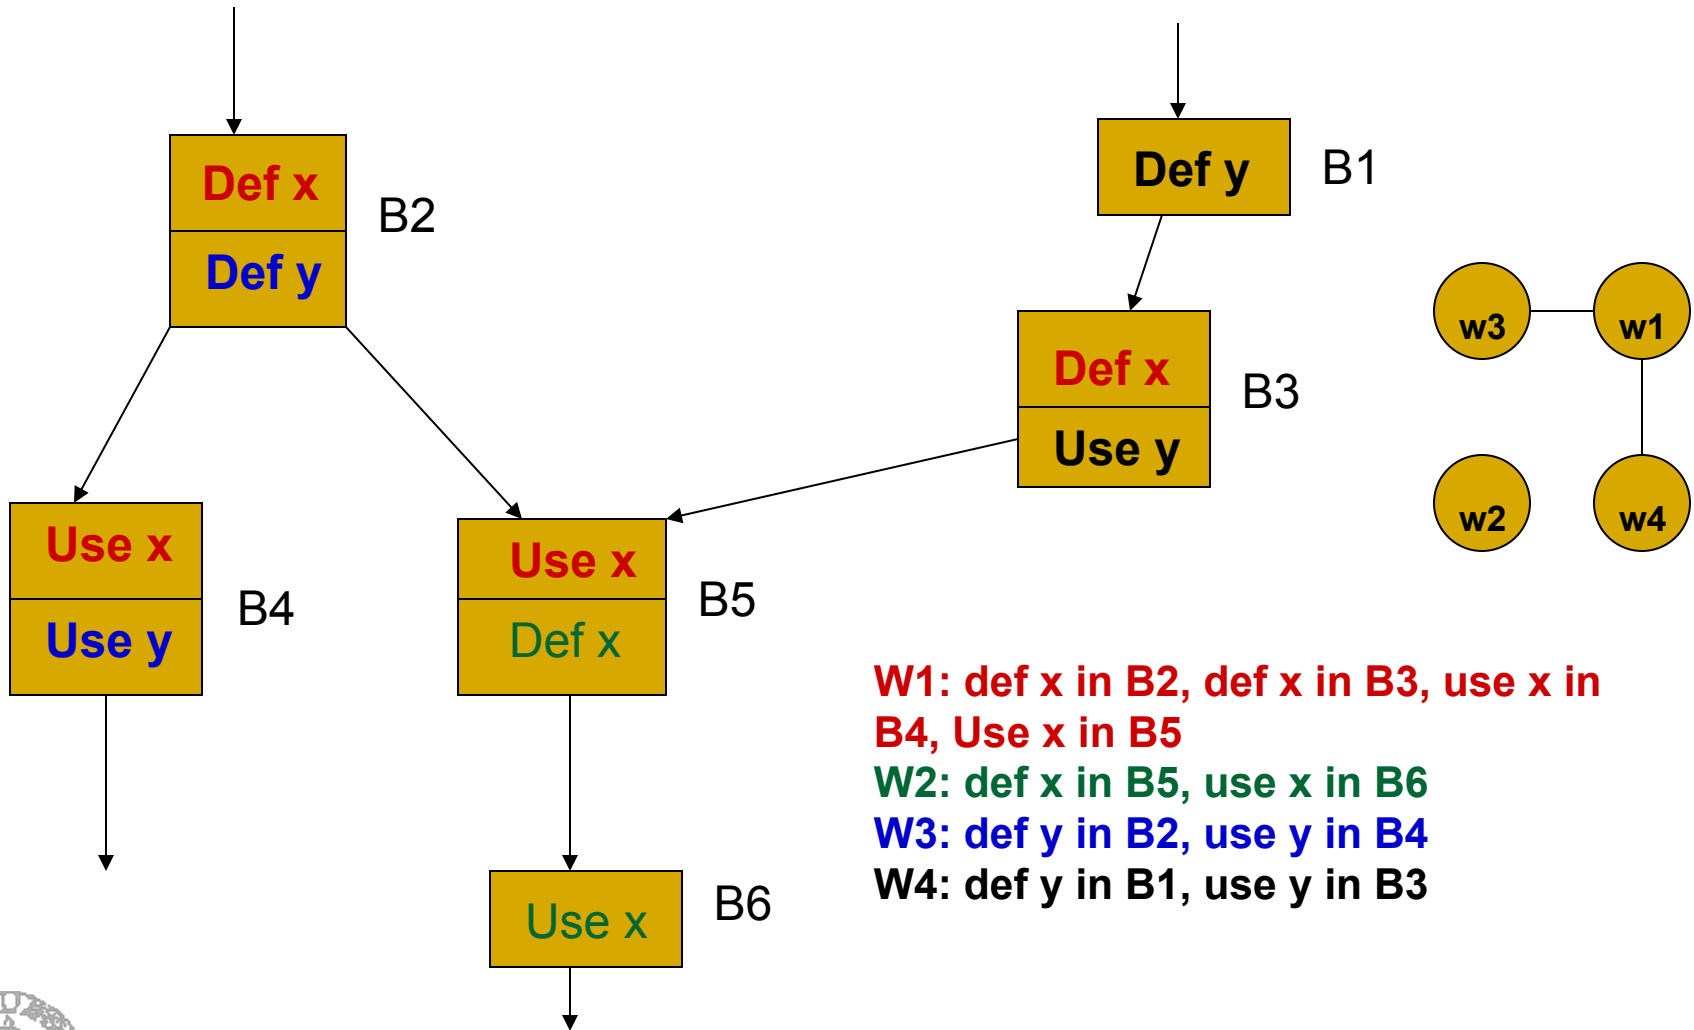 Def x
Def y
B2
Def y
B1
Def x
Use y
B3
w3
w1
w2
w4
Use x
Use y
B4
Use x
Def x
B5
W1: def x in B2, def x in B3, use x in
B4, Use x in B5
W2: def x in B5, use x in B6
W3: def y in B2, use y in B4
W4: def y in B1, use y in B3
Use x
B6